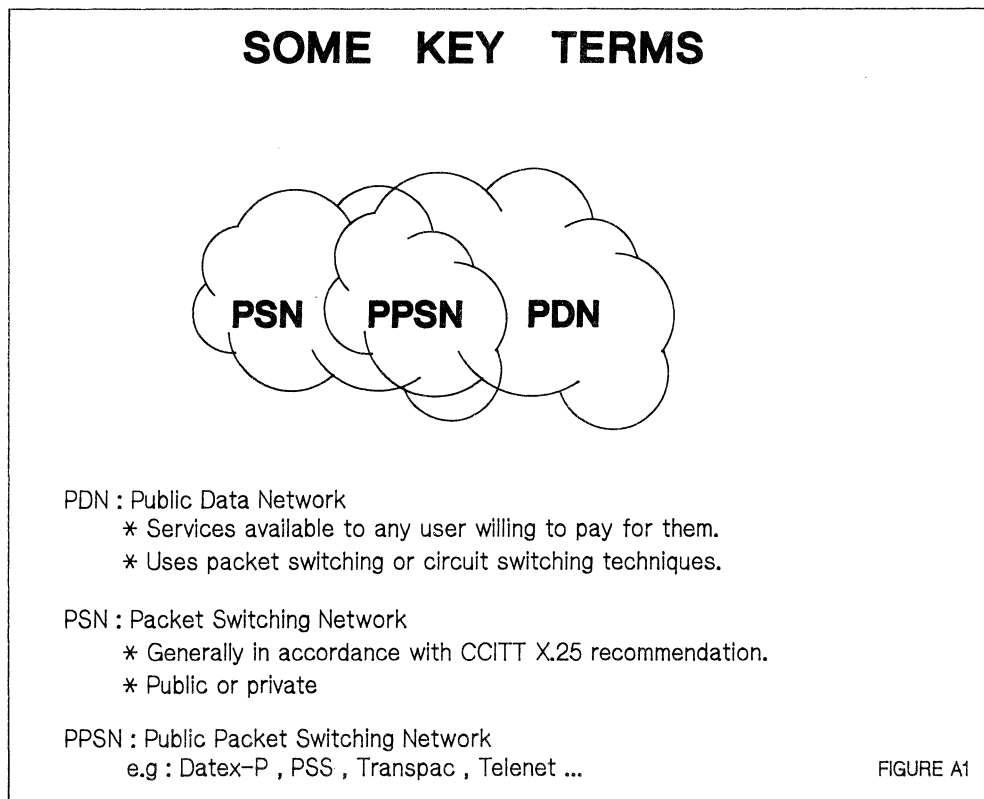 SOME KEY TERMS
PSN PPSN PDN
PDN : Public Data Network
* Services available to any user willing to pay for them.
* Uses packet switching or circuit switching techniques.
PSN : Packet Switching Network
* Generally in accordance with CCITT X.25 recommendation.
* Public or private
PPSN : Public Packet Switching Network
e.g : Datex-P , PSS , Transpac , Telenet ...
FIGURE A1